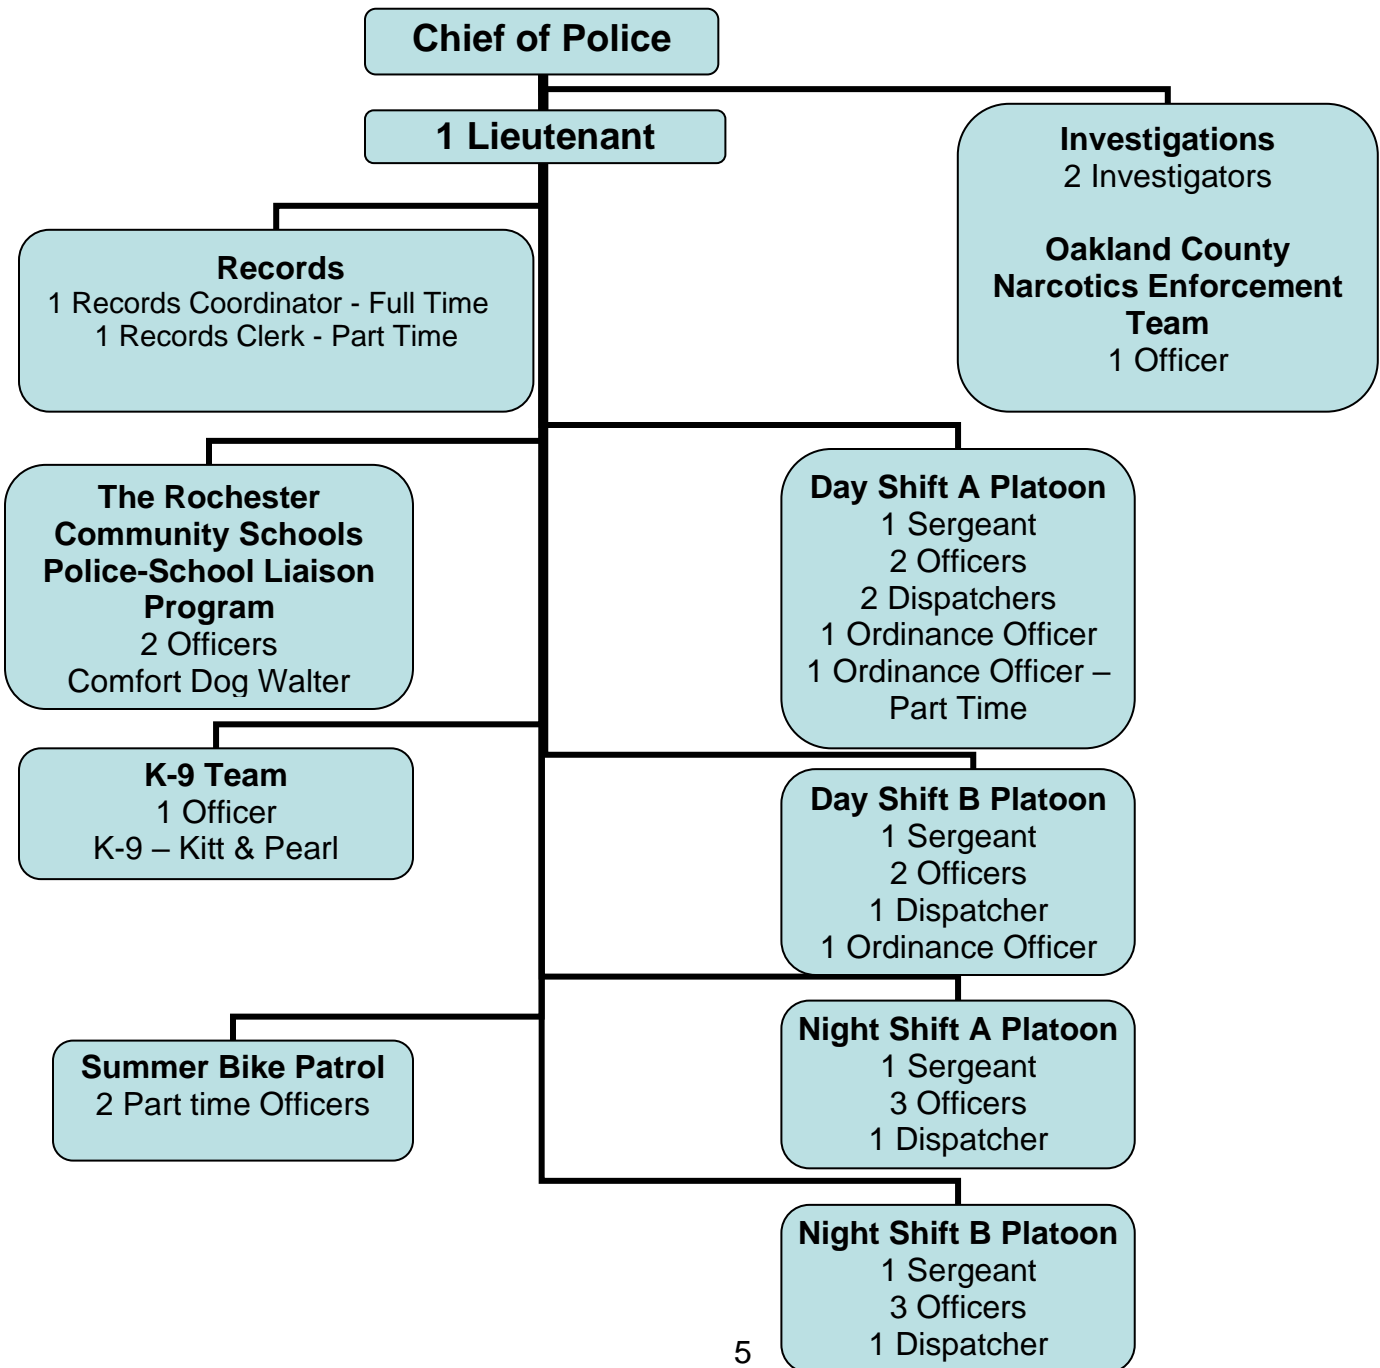 Chief of Police
1 Lieutenant
Investigations
2 Investigators
Oakland County
Narcotics Enforcement
Team
1 Officer
Records
1 Records Coordinator - Full Time
1 Records Clerk - Part Time
The Rochester
Community Schools
Police-School Liaison
Program
2 Officers
Comfort Dog Walter
Day Shift A Platoon
1 Sergeant
2 Officers
2 Dispatchers
1 Ordinance Officer
1 Ordinance Officer –
Part Time
K-9 Team
1 Officer
K-9 – Kitt & Pearl
Day Shift B Platoon
1 Sergeant
2 Officers
1 Dispatcher
1 Ordinance Officer
Summer Bike Patrol
2 Part time Officers
Night Shift A Platoon
1 Sergeant
3 Officers
1 Dispatcher
Night Shift B Platoon
1 Sergeant
3 Officers
1 Dispatcher
5